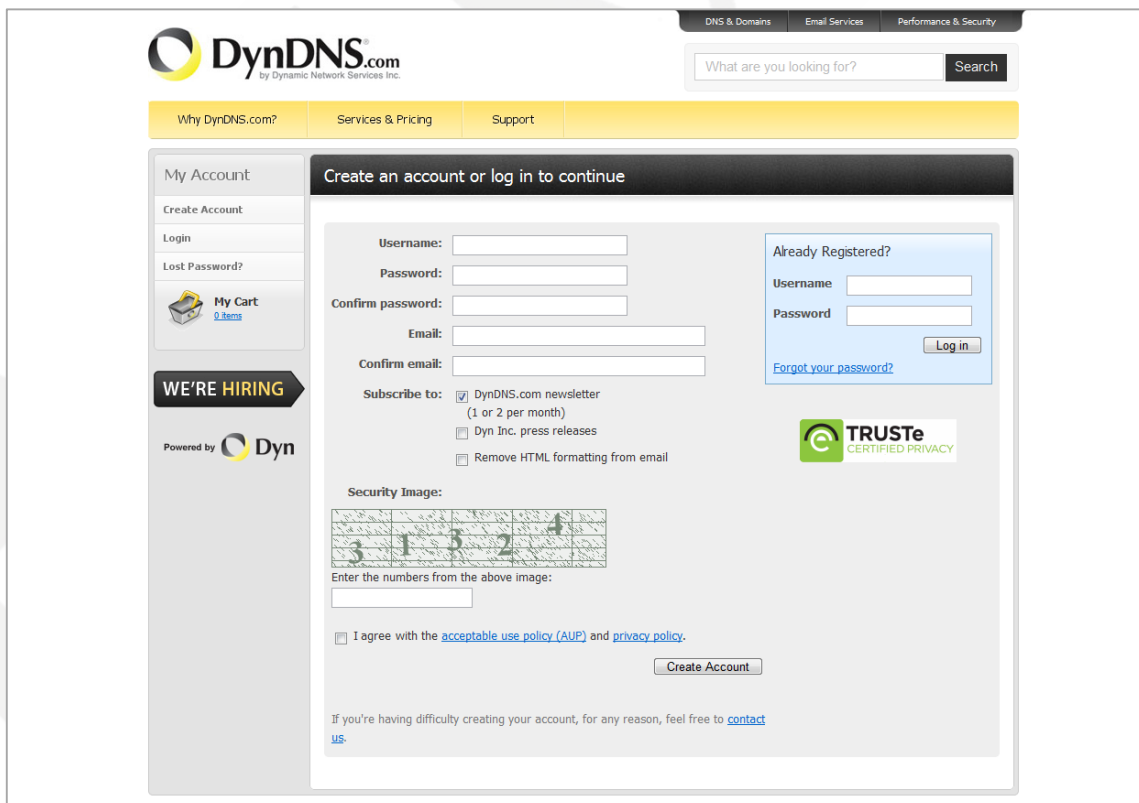 DNS & Domains Email Services Performance & Security
DynDNS.com
by Dynamic Network Services Inc.
What are you looking for? Search
Why DynDNS.com? Services & Pricing Support
My Account
Create Account
Login
Lost Password?
My Cart
0 items
WE'RE HIRING
Powered by Dyn
Create an account or log in to continue
Username:
Password:
Confirm password:
Email:
Confirm email:
Subscribe to: DynDNS.com newsletter
(1 or 2 per month)
Dyn Inc. press releases
Remove HTML formatting from email
Security Image:
3 1 3 2 4
Enter the numbers from the above image:
I agree with the acceptable use policy (AUP) and privacy policy.
Create Account
If you're having difficulty creating your account, for any reason, feel free to contact
us.
Already Registered?
Username
Password
Log in
Forgot your password?
TRUSTe
CERTIFIED PRIVACY